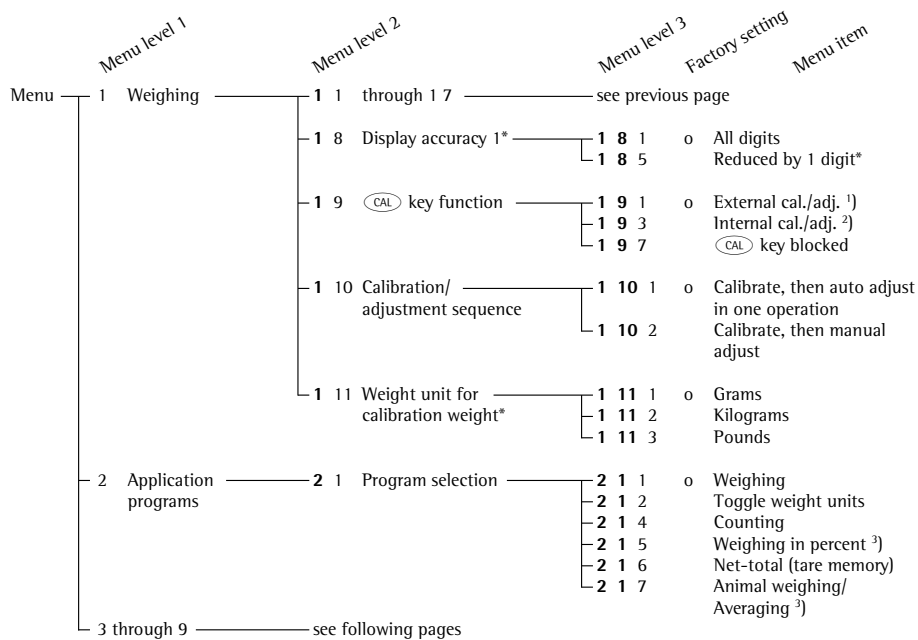 Menu level 1 Menu level 2 Menu level 3 Factory setting Menu item
Menu 1 Weighing 1 1 through 1 7 see previous page
1 8 Display accuracy 1* 1 8 1 o All digits
1 8 5 Reduced by 1 digit*
1 9 CAL key function 1 9 1 o External cal./adj. 1)
1 9 3 Internal cal./adj. 2)
1 9 7 CAL key blocked
1 10 Calibration/ 1 10 1 o Calibrate, then auto adjust
adjustment sequence in one operation
1 10 2 Calibrate, then manual
adjust
1 11 Weight unit for 1 11 1 o Grams
calibration weight* 1 11 2 Kilograms
1 11 3 Pounds
2 Application 2 1 Program selection 2 1 1 o Weighing
programs 2 1 2 Toggle weight units
2 1 4 Counting
2 1 5 Weighing in percent 3)
2 1 6 Net-total (tare memory)
2 1 7 Animal weighing/
Averaging 3)
3 through 9 see following pages